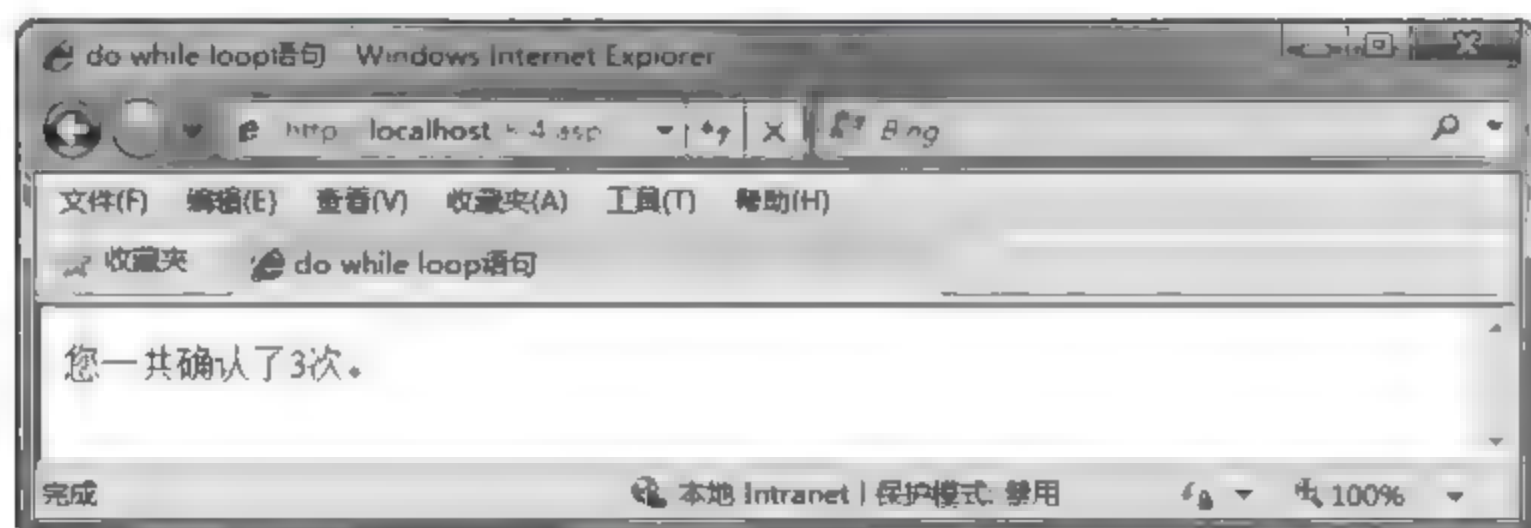 do while loop语句 Windows Internet Explorer
http localhost 4.asp Bing
文件(F) 编辑(E) 查看(V) 收藏夹(A) 工具(T) 帮助(H)
收藏夹 do while loop语句
您一共确认了3次。
完成 本地 Intranet | 保护模式: 禁用 100%